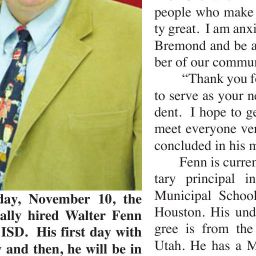 day, November 10, the
ally hired Walter Fenn
ISD. His first day with
and then, he will be in
people who make
ty great. I am anxi
Bremond and be a
ber of our commu
"Thank you f
to serve as your ne
dent. I hope to ge
meet everyone ver
concluded in his m
Fenn is curren
tary principal in
Municipal School
Houston. His und
gree is from the
Utah. He has a M